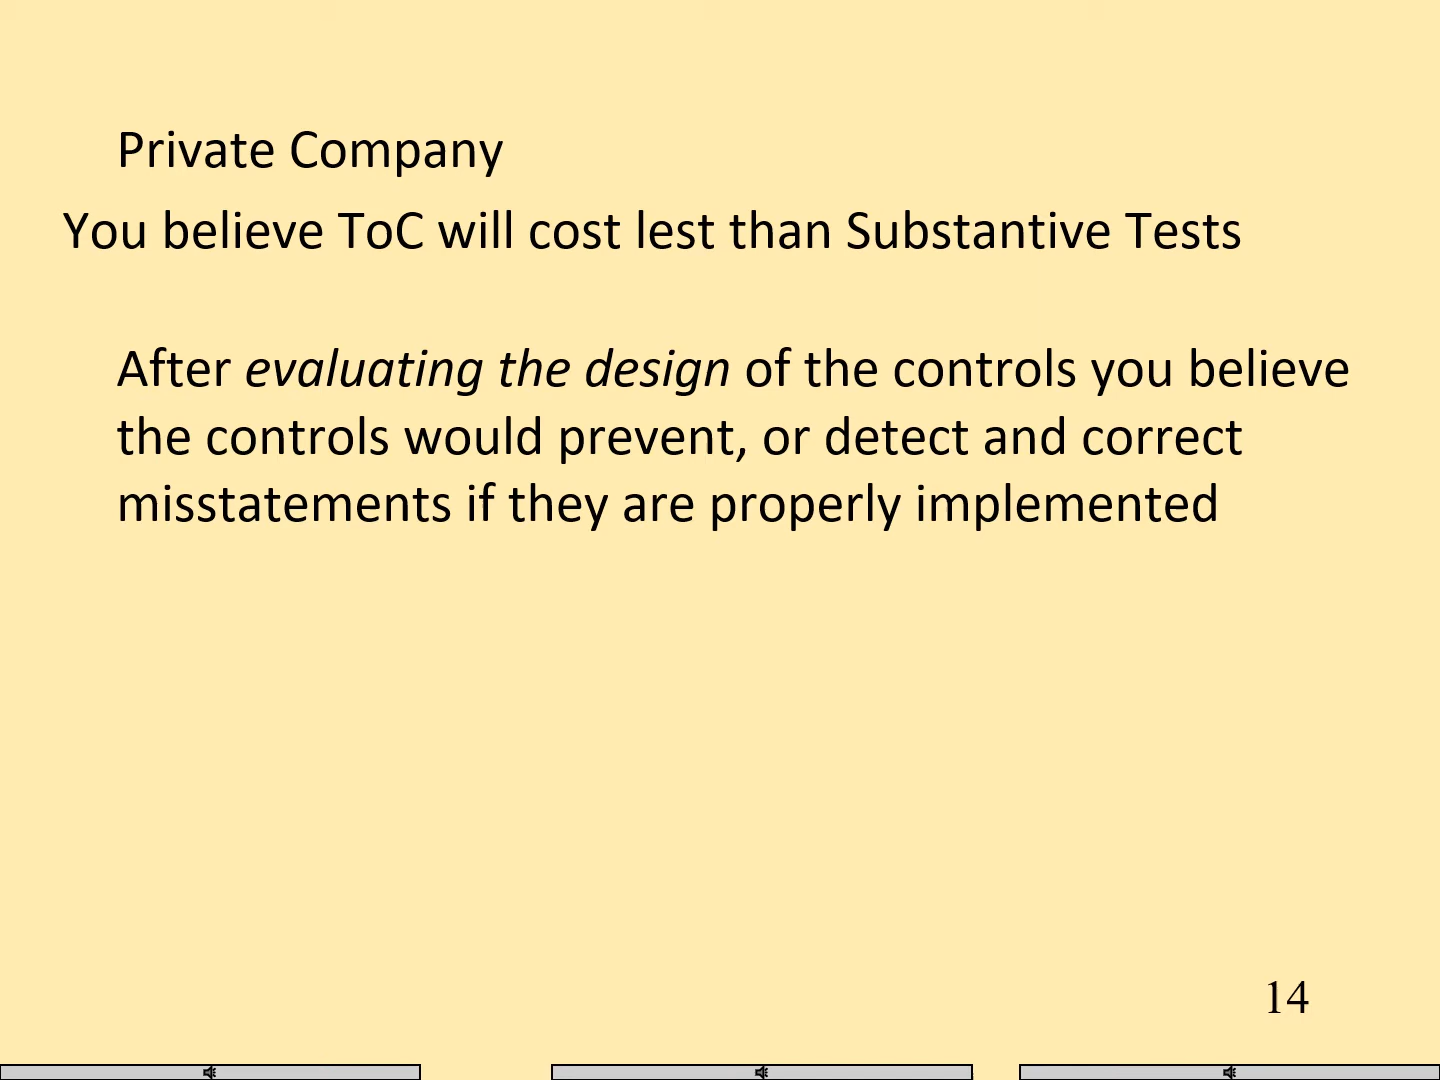 Private Company
You believe ToC will cost lest than Substantive Tests
After evaluating the design of the controls you believe
the controls would prevent, or detect and correct
misstatements if they are properly implemented
14